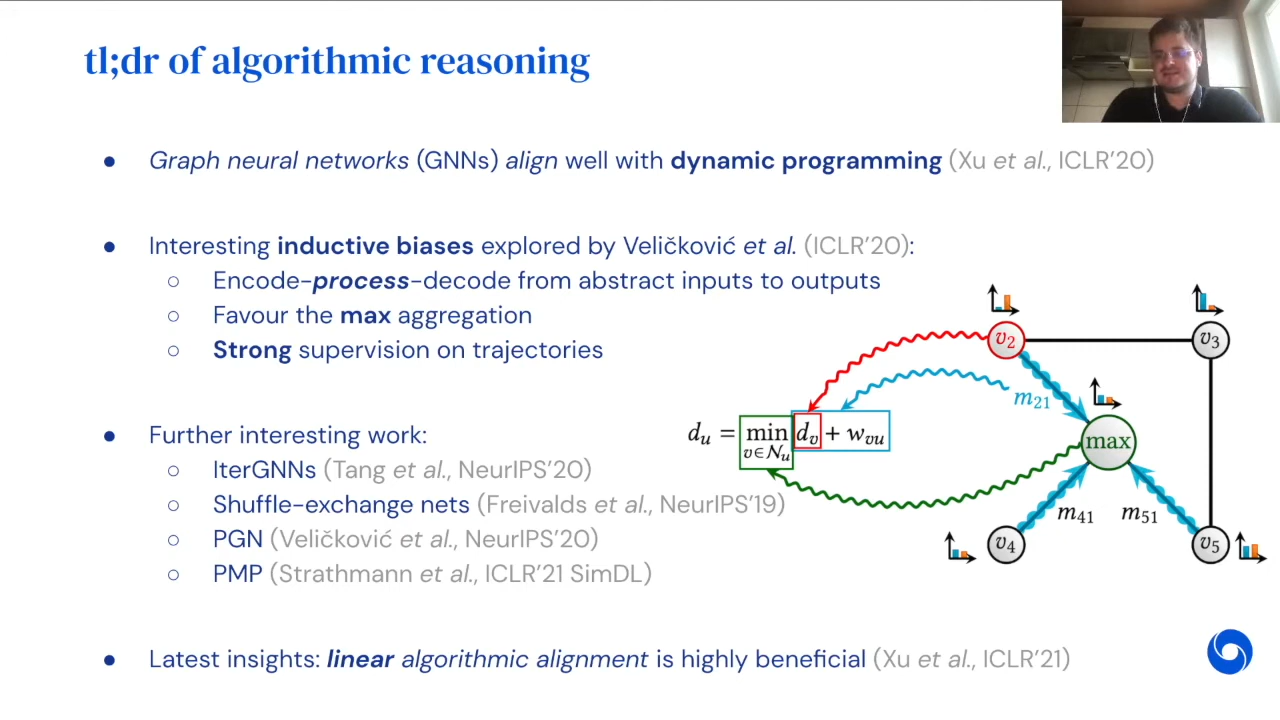 tl;dr of algorithmic reasoning
● Graph neural networks (GNNs) align well with dynamic programming (Xu et al., ICLR’20)
● Interesting inductive biases explored by Veličković et al. (ICLR’20):
○ Encode-process-decode from abstract inputs to outputs
○ Favour the max aggregation
○ Strong supervision on trajectories
● Further interesting work:
○ IterGNNs (Tang et al., NeurIPS’20)
○ Shuffle-exchange nets (Freivalds et al., NeurIPS’19)
○ PGN (Veličković et al., NeurIPS’20)
○ PMP (Strathmann et al., ICLR’21 SimDL)
● Latest insights: linear algorithmic alignment is highly beneficial (Xu et al., ICLR’21)
v₂
v₃
m₂₁
dᵤ = min dᵥ + wᵥᵤ
v∈𝒩ᵤ
max
m₄₁
m₅₁
v₄
v₅